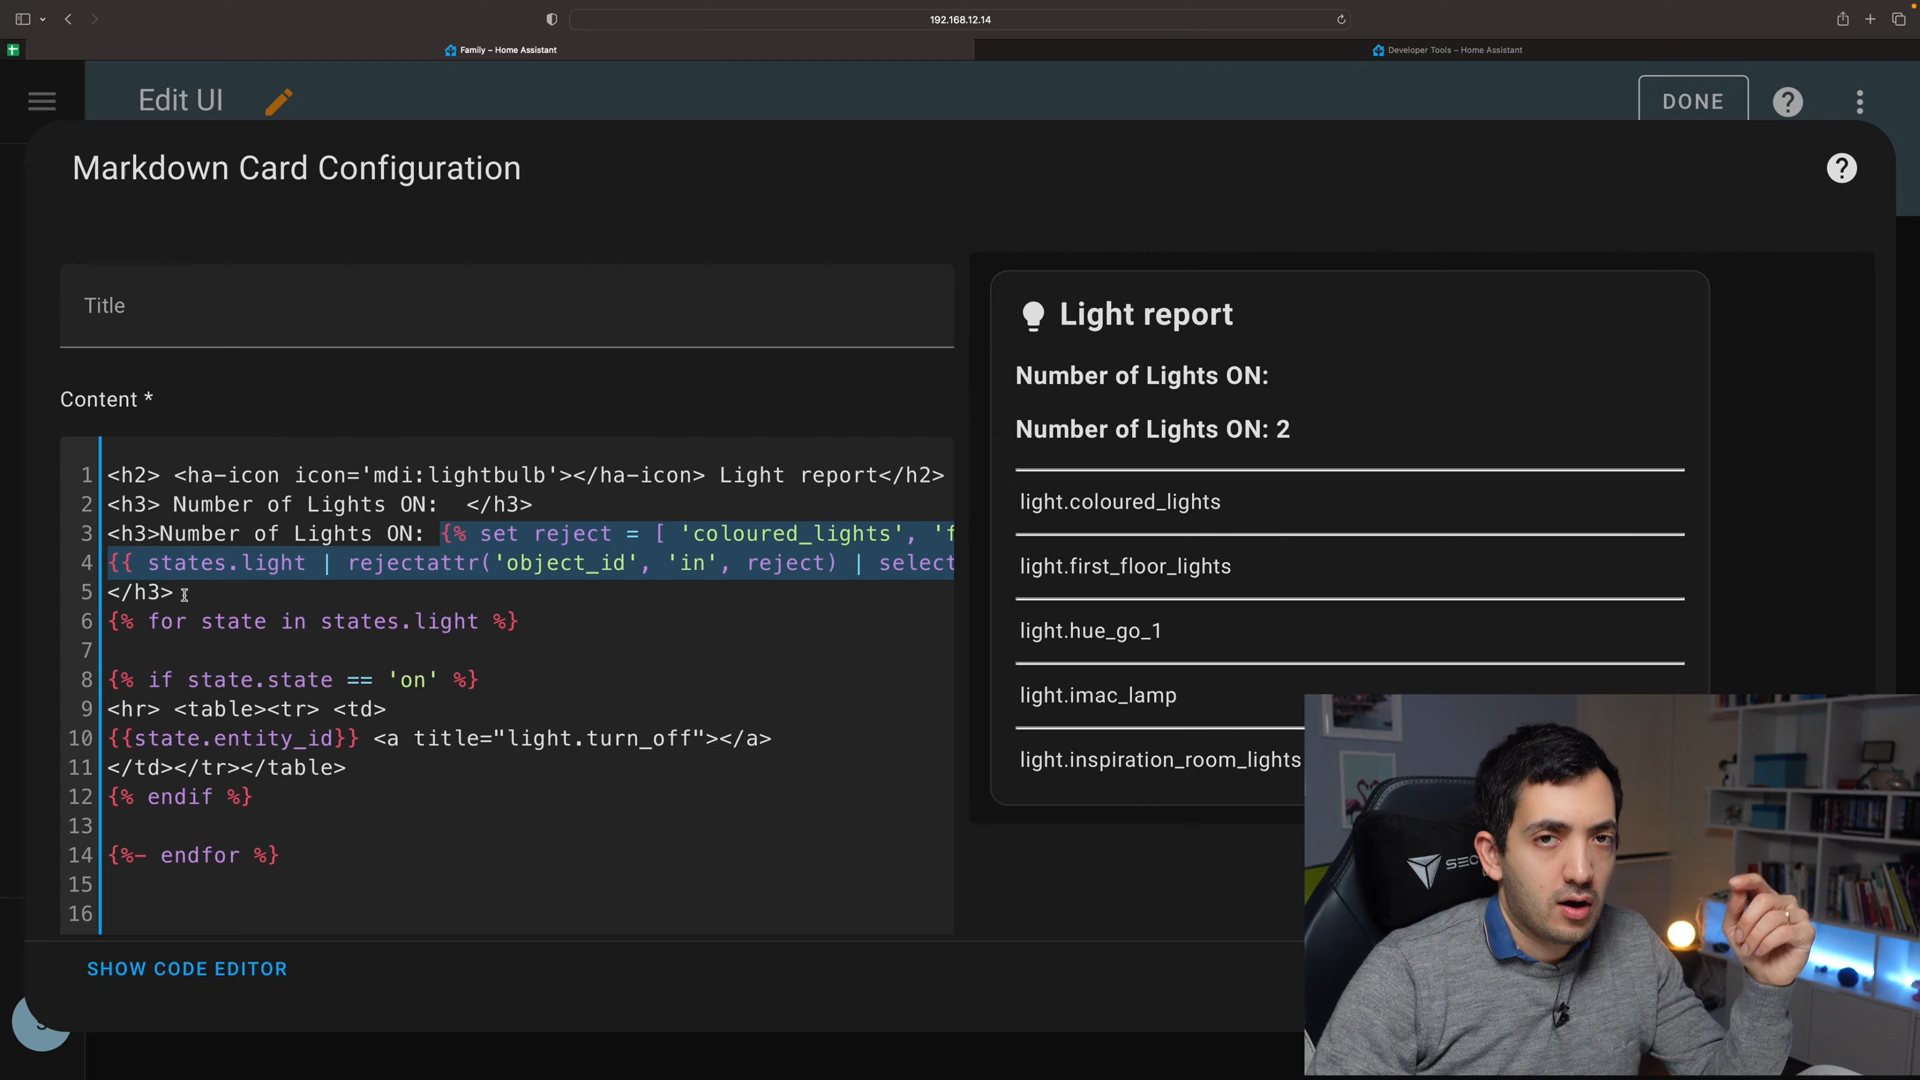 192.168.12.14
Family – Home Assistant
Developer Tools – Home Assistant
Edit UI
DONE
Markdown Card Configuration
Title
Content *
1 <h2> <ha-icon icon='mdi:lightbulb'></ha-icon> Light report</h2>
2 <h3> Number of Lights ON:  </h3>
3 <h3>Number of Lights ON: {% set reject = [ 'coloured_lights', 'f
4 {{ states.light | rejectattr('object_id', 'in', reject) | select
5 </h3>
6 {% for state in states.light %}
7
8 {% if state.state == 'on' %}
9 <hr> <table><tr> <td>
10 {{state.entity_id}} <a title="light.turn_off"></a>
11 </td></tr></table>
12 {% endif %}
13
14 {%- endfor %}
15
16
SHOW CODE EDITOR
Light report
Number of Lights ON:
Number of Lights ON: 2
light.coloured_lights
light.first_floor_lights
light.hue_go_1
light.imac_lamp
light.inspiration_room_lights